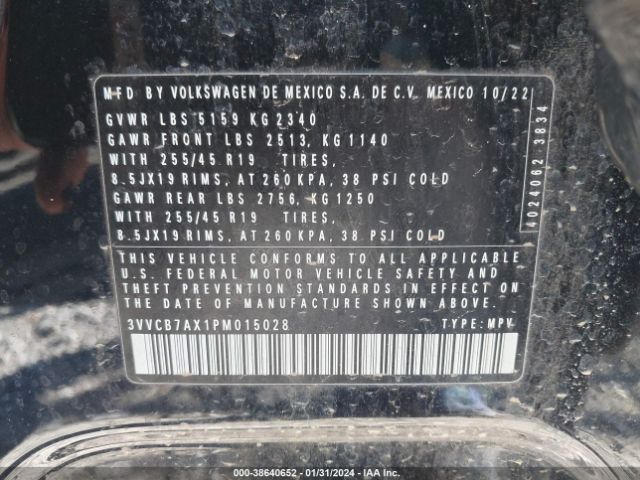 MFD BY VOLKSWAGEN DE MEXICO S.A. DE C.V. MEXICO 10/22
GVWR LBS 5159 KG 2340
GAWR FRONT LBS 2513, KG 1140
WITH 255/45 R19 TIRES,
8.5JX19 RIMS, AT 260 KPA, 38 PSI COLD
GAWR REAR LBS 2756, KG 1250
WITH 255/45 R19 TIRES,
8.5JX19 RIMS, AT 260 KPA, 38 PSI COLD
4024062 3834
THIS VEHICLE CONFORMS TO ALL APPLICABLE
U.S. FEDERAL MOTOR VEHICLE SAFETY AND
THEFT PREVENTION STANDARDS IN EFFECT ON
THE DATE OF MANUFACTURE SHOWN ABOVE.
3VVCB7AX1PM015028 TYPE: MPV
000-38640652 - 01/31/2024 - IAA Inc.